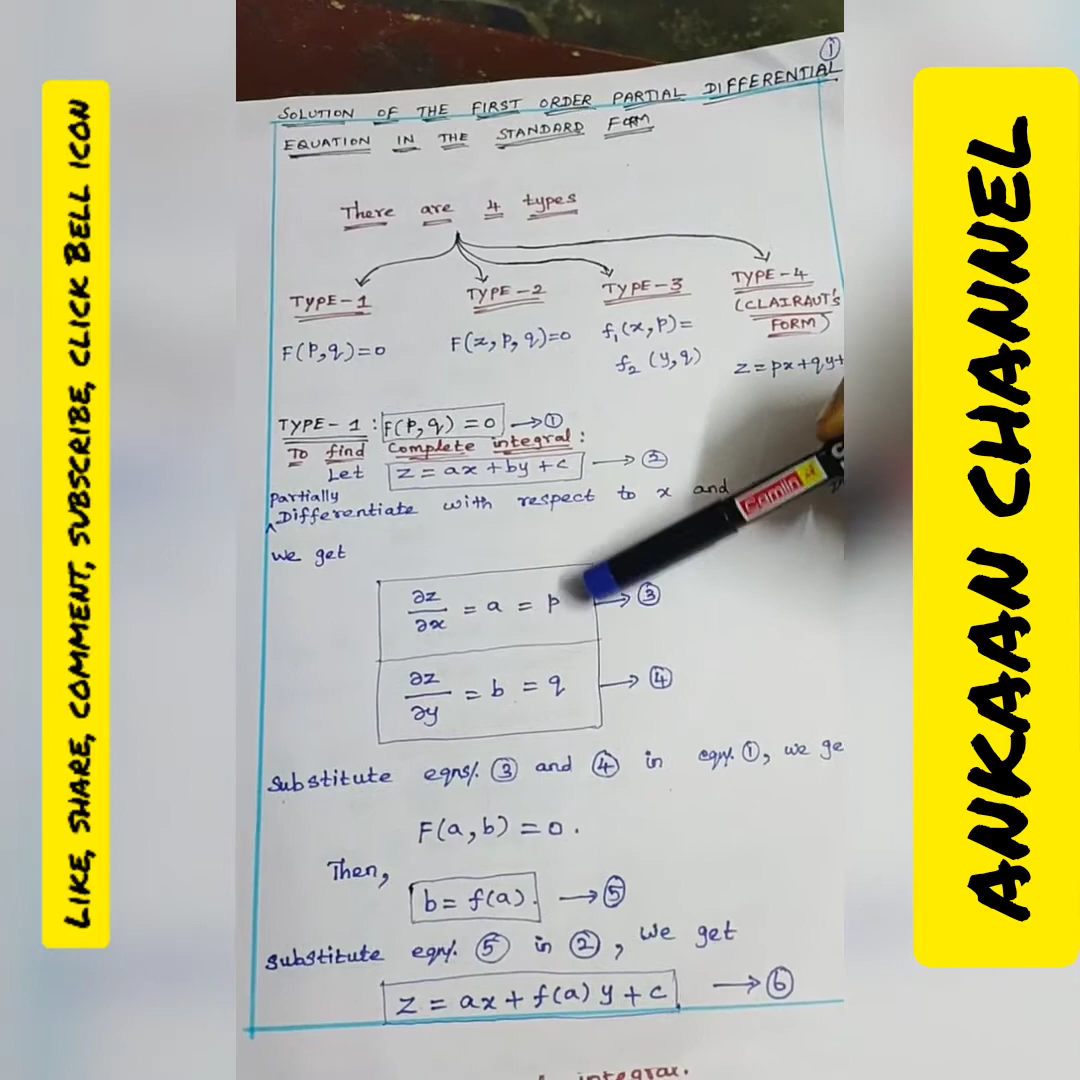 LIKE, SHARE, COMMENT, SUBSCRIBE, CLICK BELL ICON
①
SOLUTION OF THE FIRST ORDER PARTIAL DIFFERENTIAL
EQUATION IN THE STANDARD FORM
There are 4 types
TYPE-1 TYPE-2 TYPE-3 TYPE-4
(CLAIRAUT'S
FORM)
F(p,q)=0 F(z,p,q)=0 f₁(x,p)=
f₂(y,q) z=px+qy+
TYPE-1: F(p,q)=0 → ①
To find Complete integral:
Let z=ax+by+c → ②
partially
Differentiate with respect to x and
we get
∂z/∂x = a = p → ③
∂z/∂y = b = q → ④
Substitute eqns/. ③ and ④ in eqn/. ①, we ge
F(a,b)=0.
Then,
b=f(a). → ⑤
Substitute eqn/. ⑤ in ②, we get
z=ax+f(a)y+c → ⑥
integral.
Camlin
ANKAAN CHANNEL